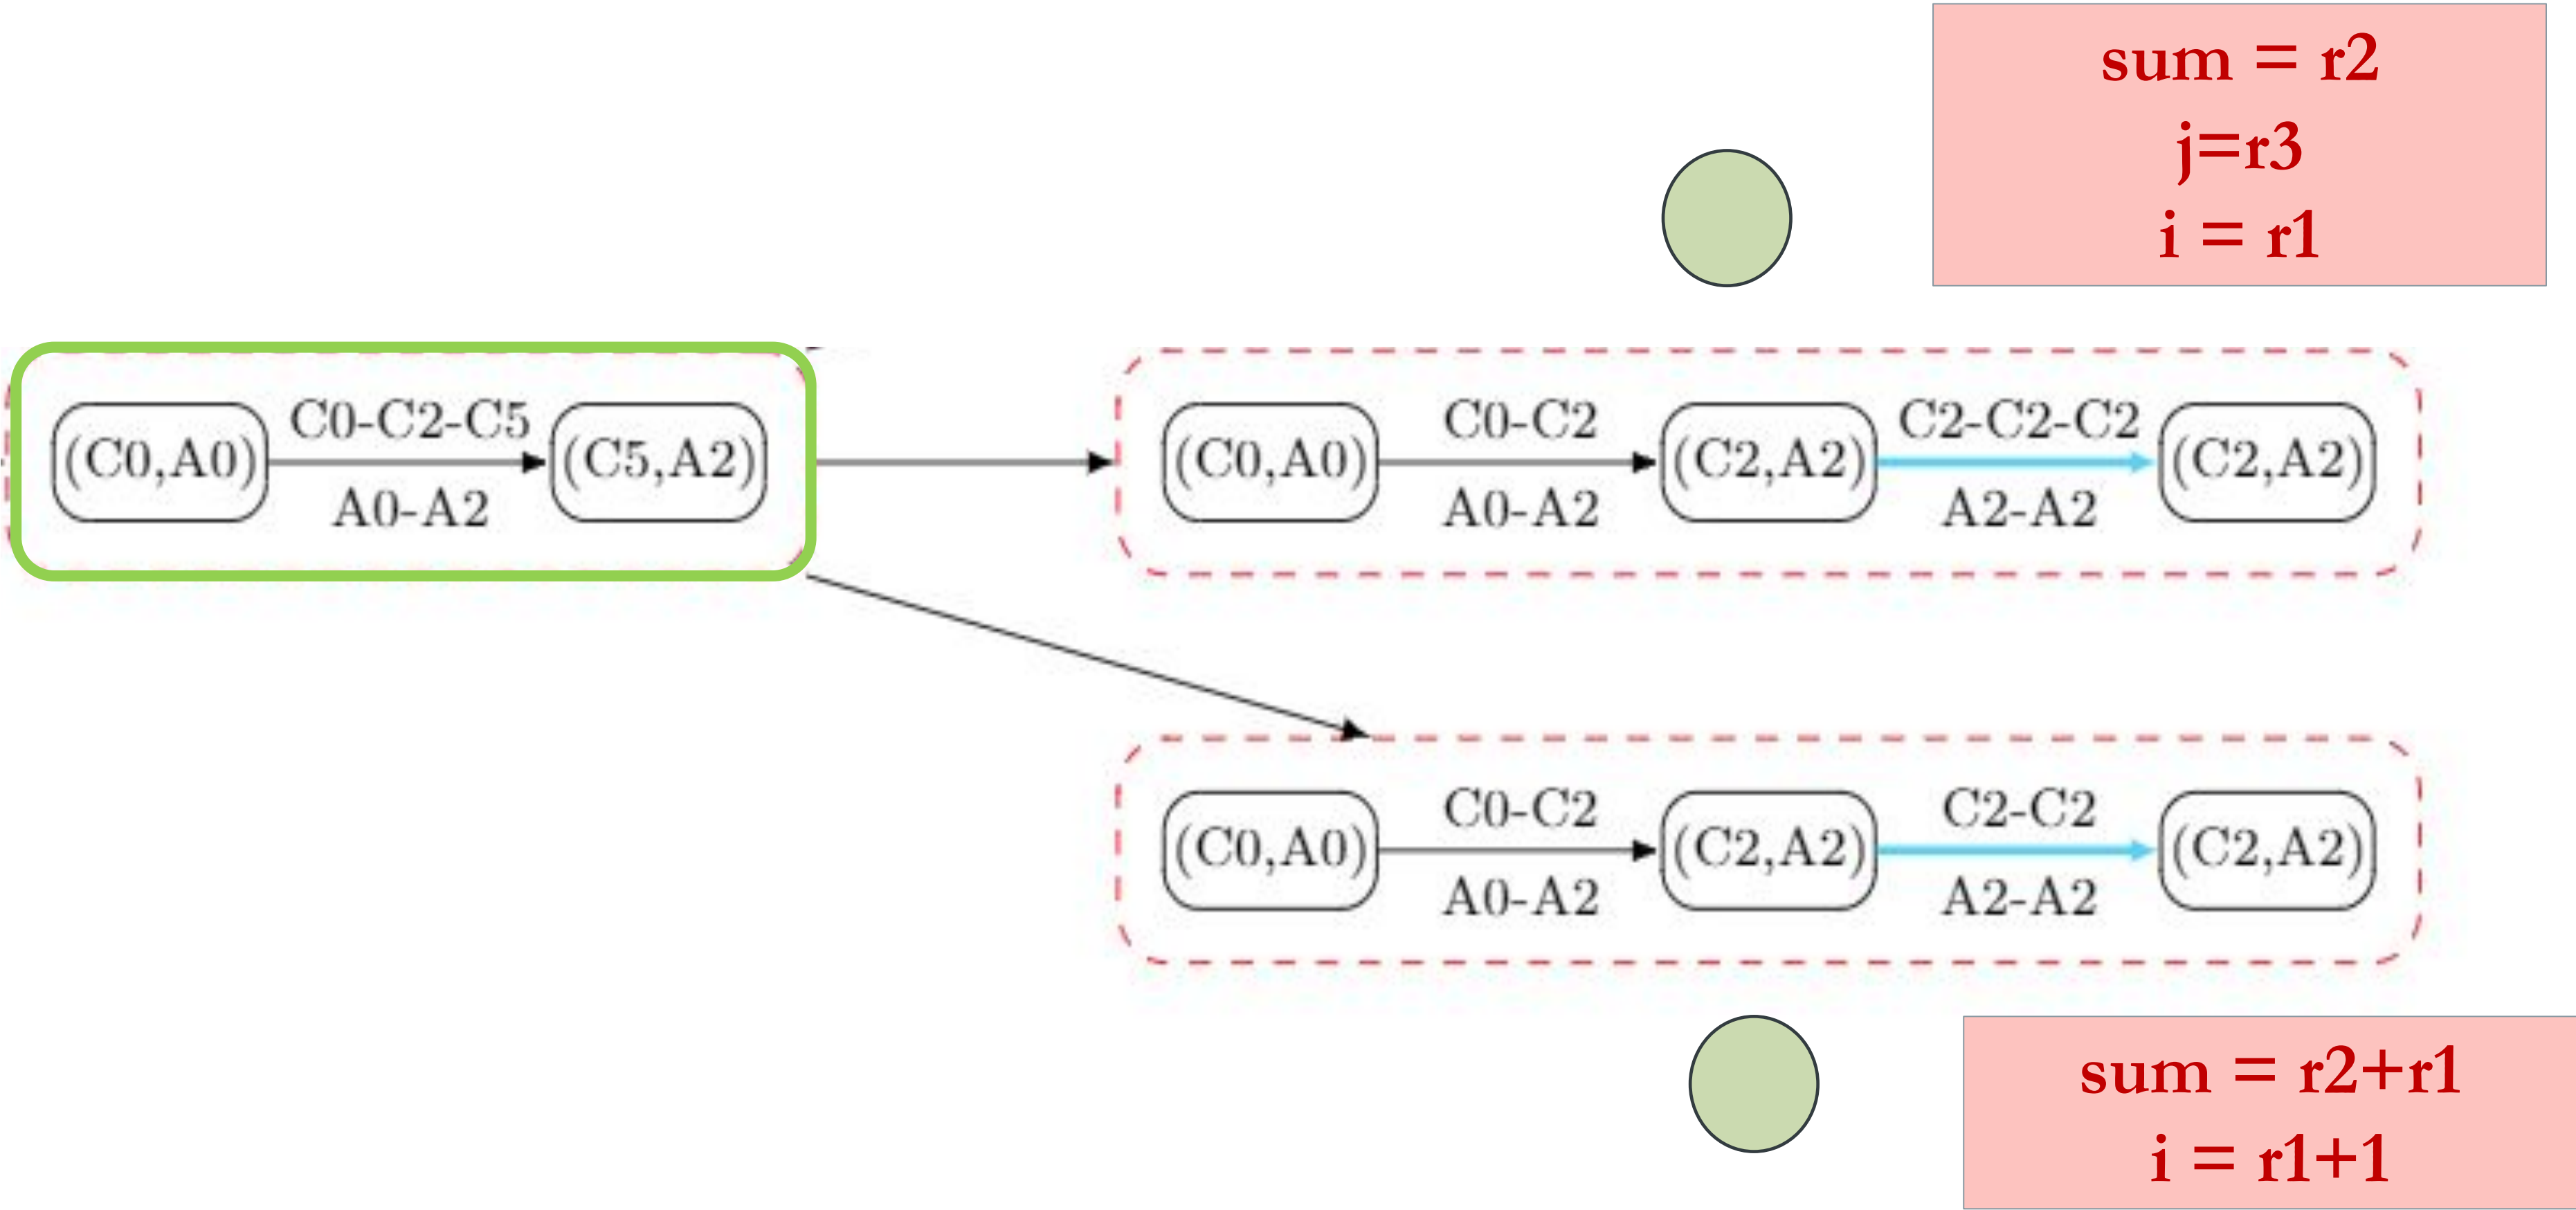 sum = r2
j=r3
i = r1
C0-C2-C5
(C0,A0)
(C5,A2)
A0-A2
C0-C2
C2-C2-C2
(C0,A0)
(C2,A2)
(C2,A2)
A0-A2
A2-A2
C0-C2
C2-C2
(C0,A0)
(C2,A2)
(C2,A2)
A0-A2
A2-A2
sum = r2+r1
i = r1+1